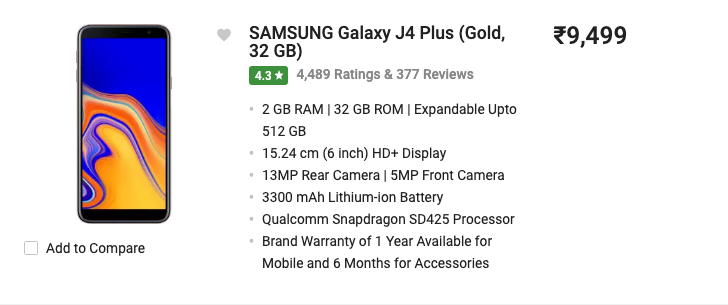 SAMSUNG Galaxy J4 Plus (Gold,
32 GB)
₹9,499
4.3 ★ 4,489 Ratings & 377 Reviews
• 2 GB RAM | 32 GB ROM | Expandable Upto
512 GB
• 15.24 cm (6 inch) HD+ Display
• 13MP Rear Camera | 5MP Front Camera
• 3300 mAh Lithium-ion Battery
• Qualcomm Snapdragon SD425 Processor
• Brand Warranty of 1 Year Available for
Mobile and 6 Months for Accessories
Add to Compare